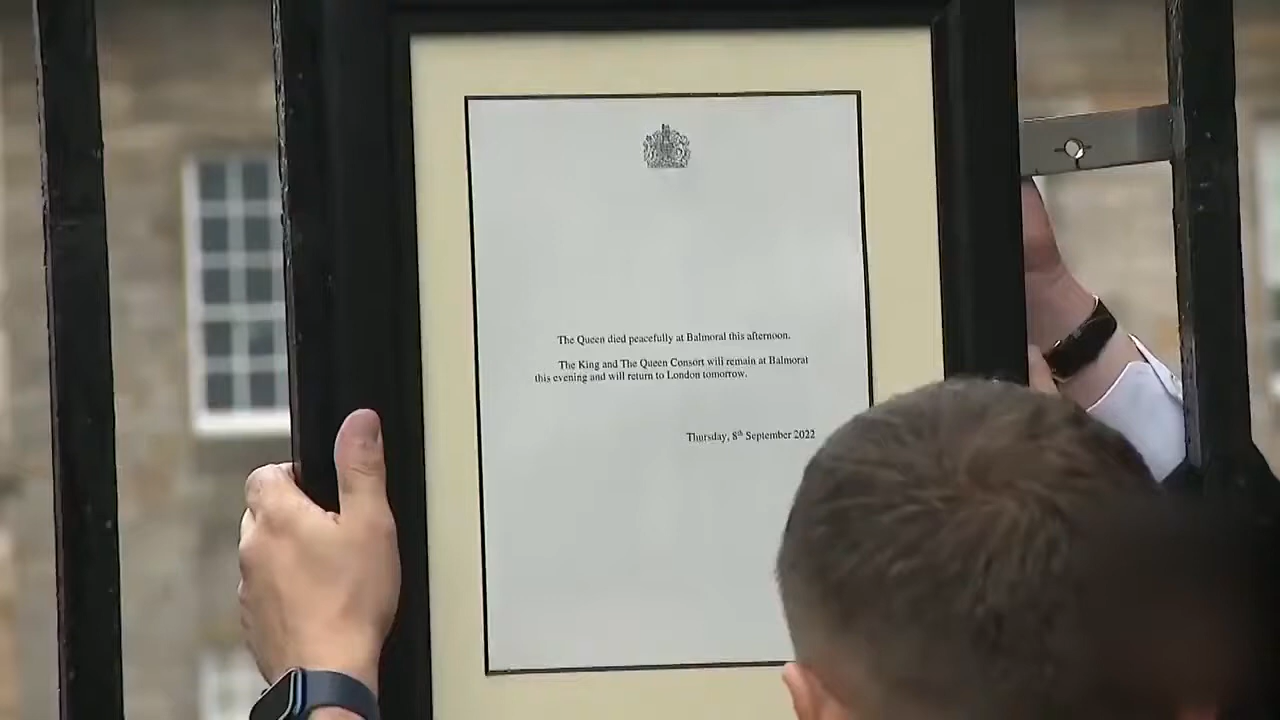 The Queen died peacefully at Balmoral this afternoon.
The King and The Queen Consort will remain at Balmoral
this evening and will return to London tomorrow.
Thursday, 8th September 2022